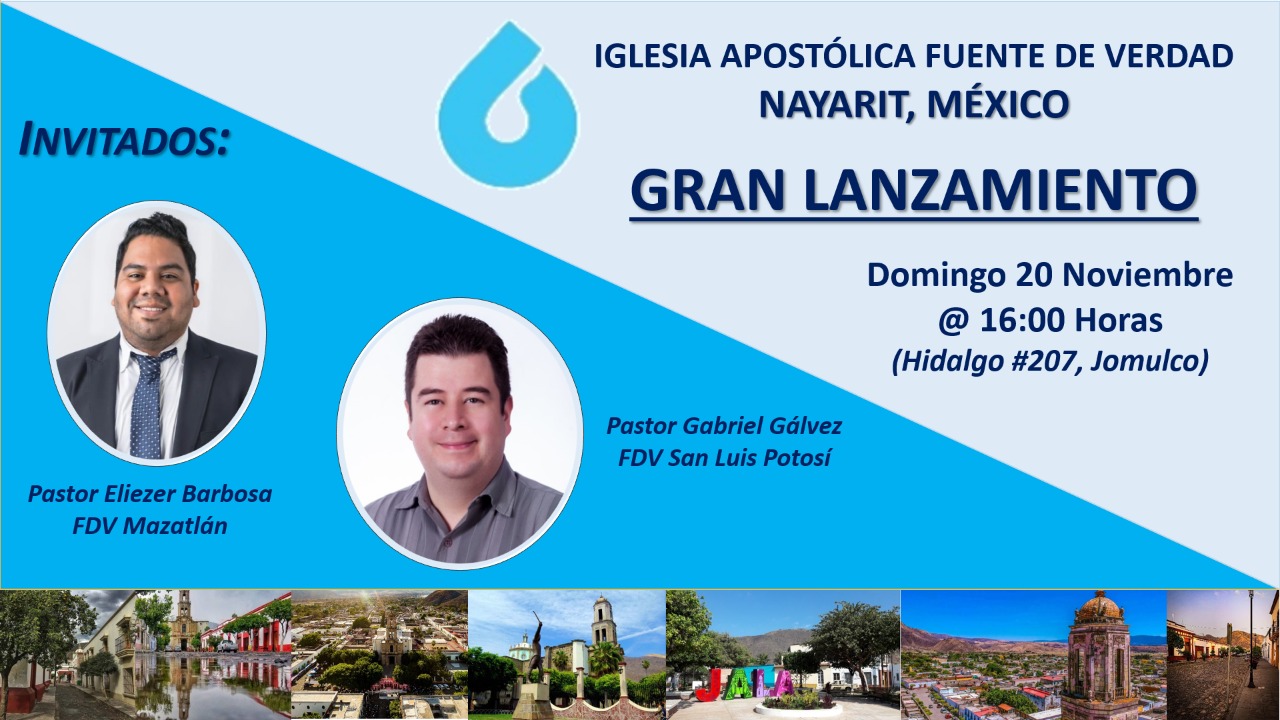 IGLESIA APOSTÓLICA FUENTE DE VERDAD
NAYARIT, MÉXICO
GRAN LANZAMIENTO
Domingo 20 Noviembre
@ 16:00 Horas
(Hidalgo #207, Jomulco)
INVITADOS:
Pastor Eliezer Barbosa
FDV Mazatlán
Pastor Gabriel Gálvez
FDV San Luis Potosí
JALA